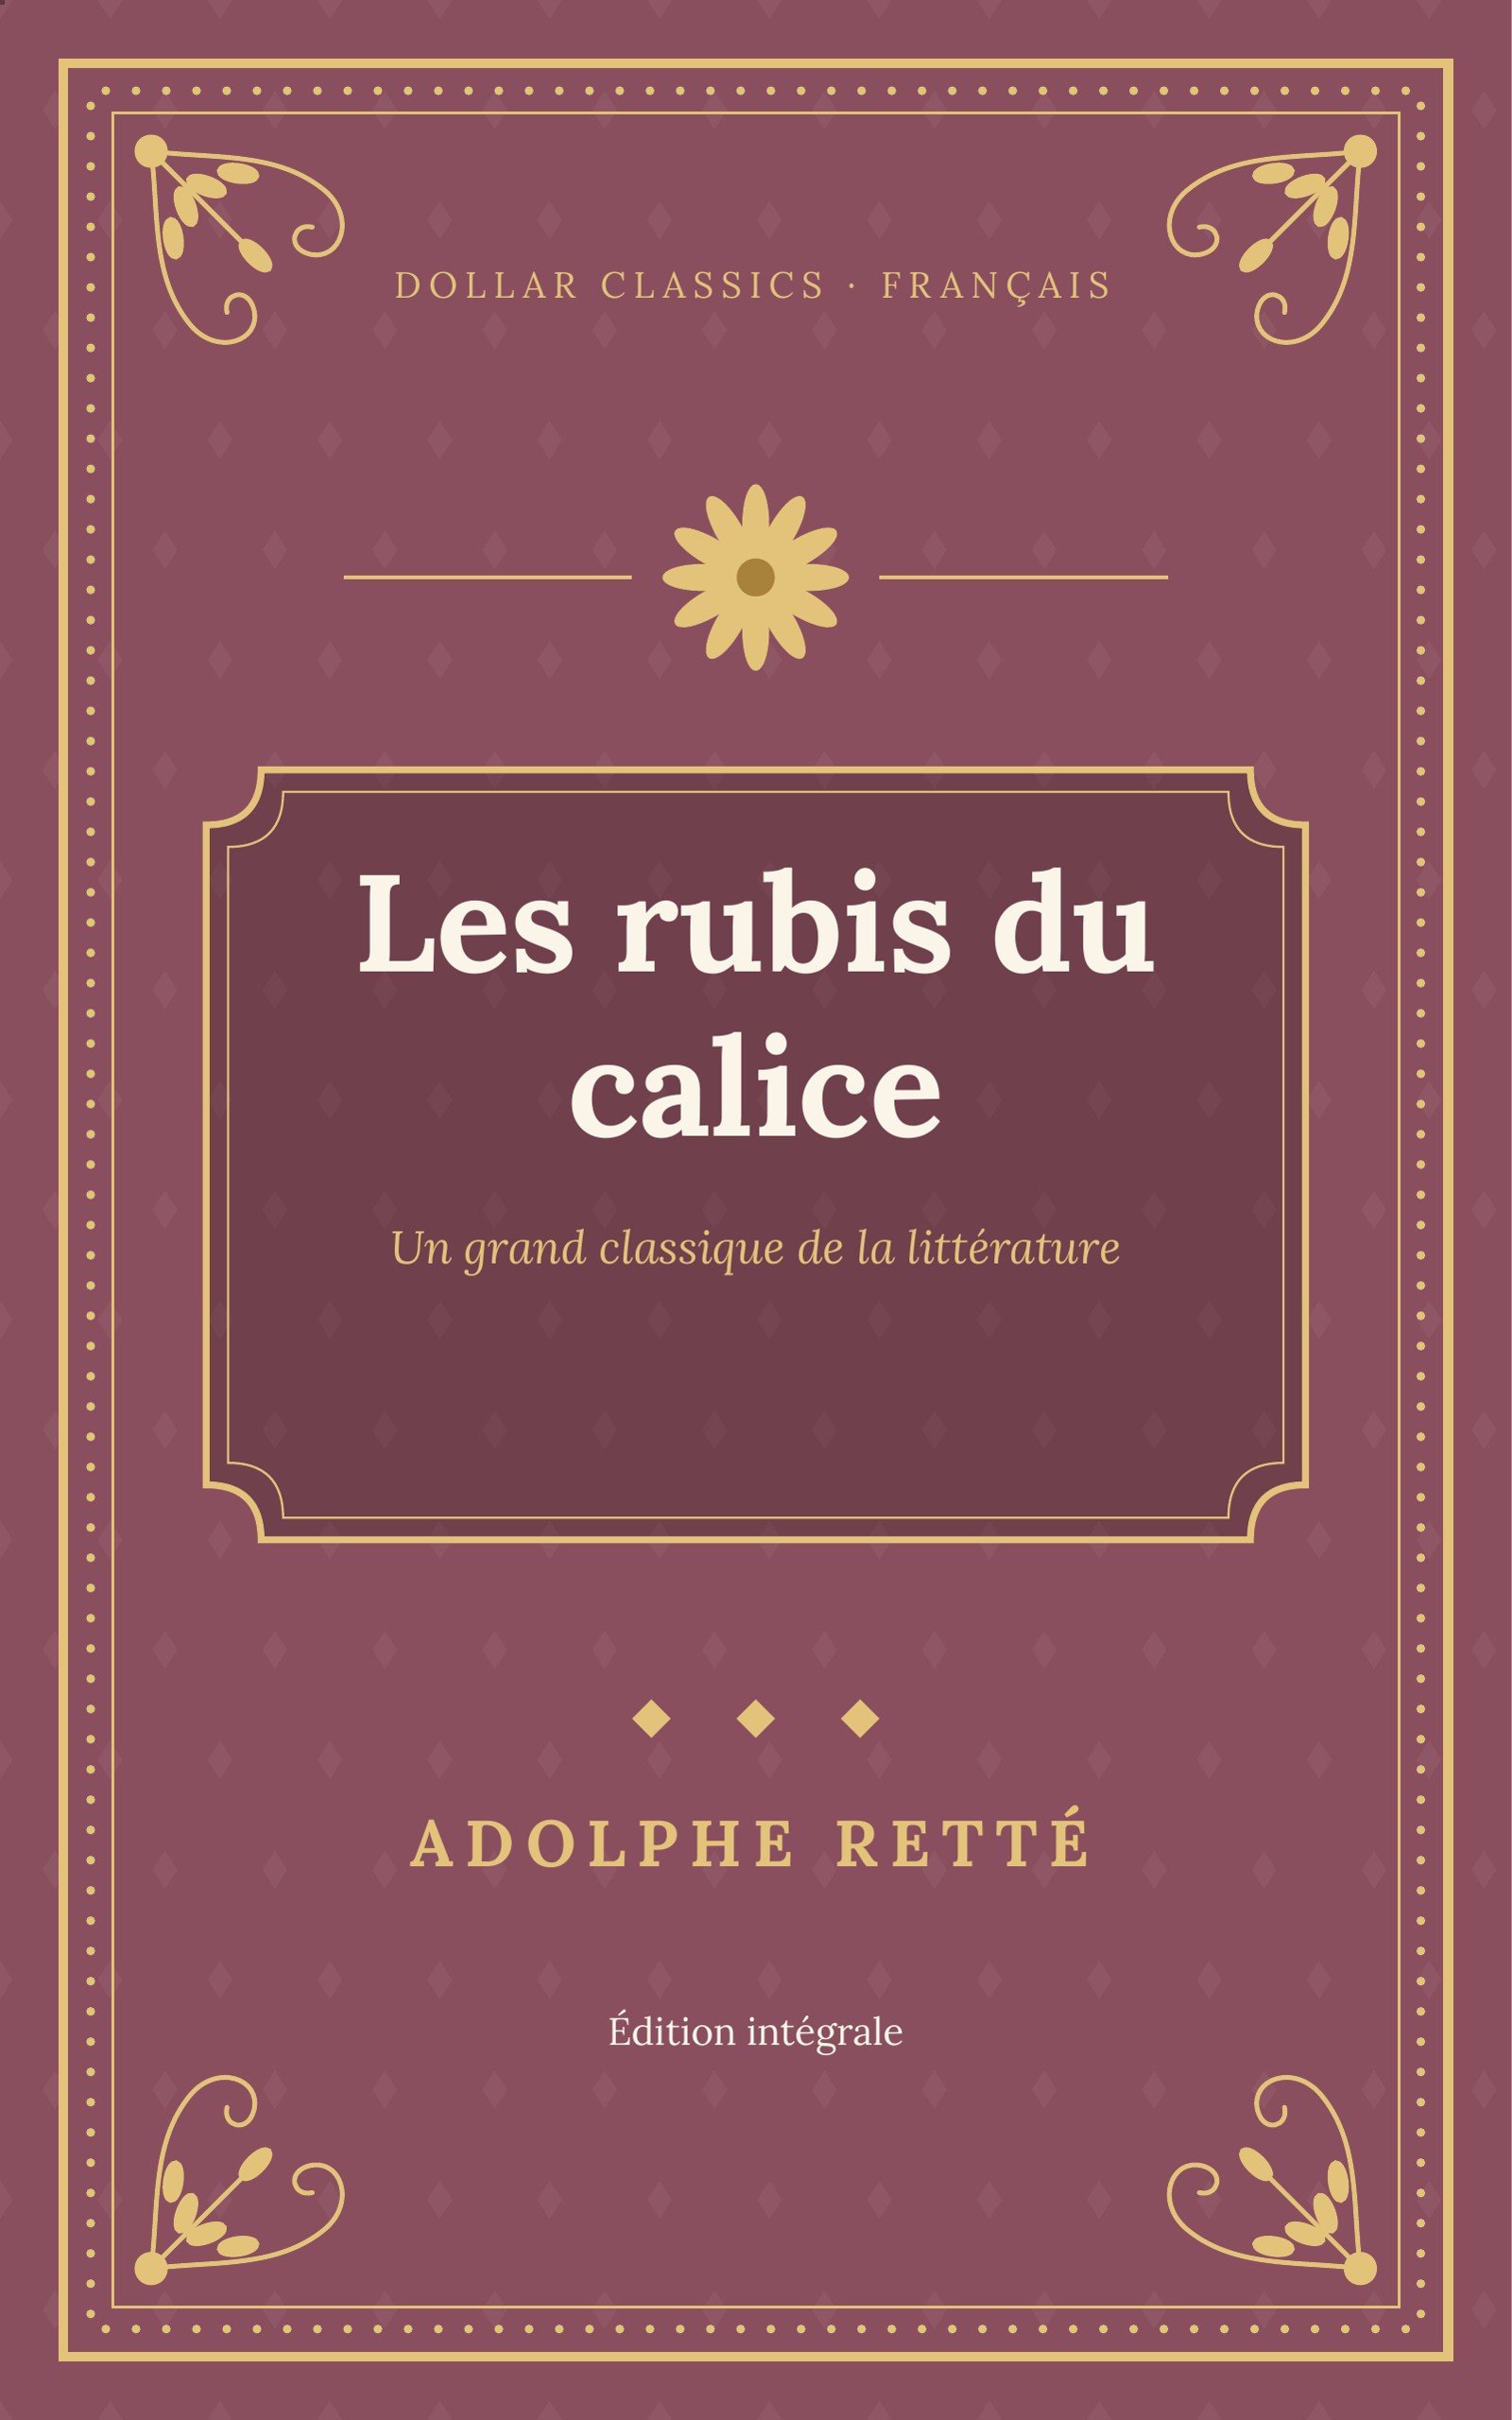 DOLLAR CLASSICS · FRANÇAIS
Les rubis du
calice
Un grand classique de la littérature
ADOLPHE RETTÉ
Édition intégrale